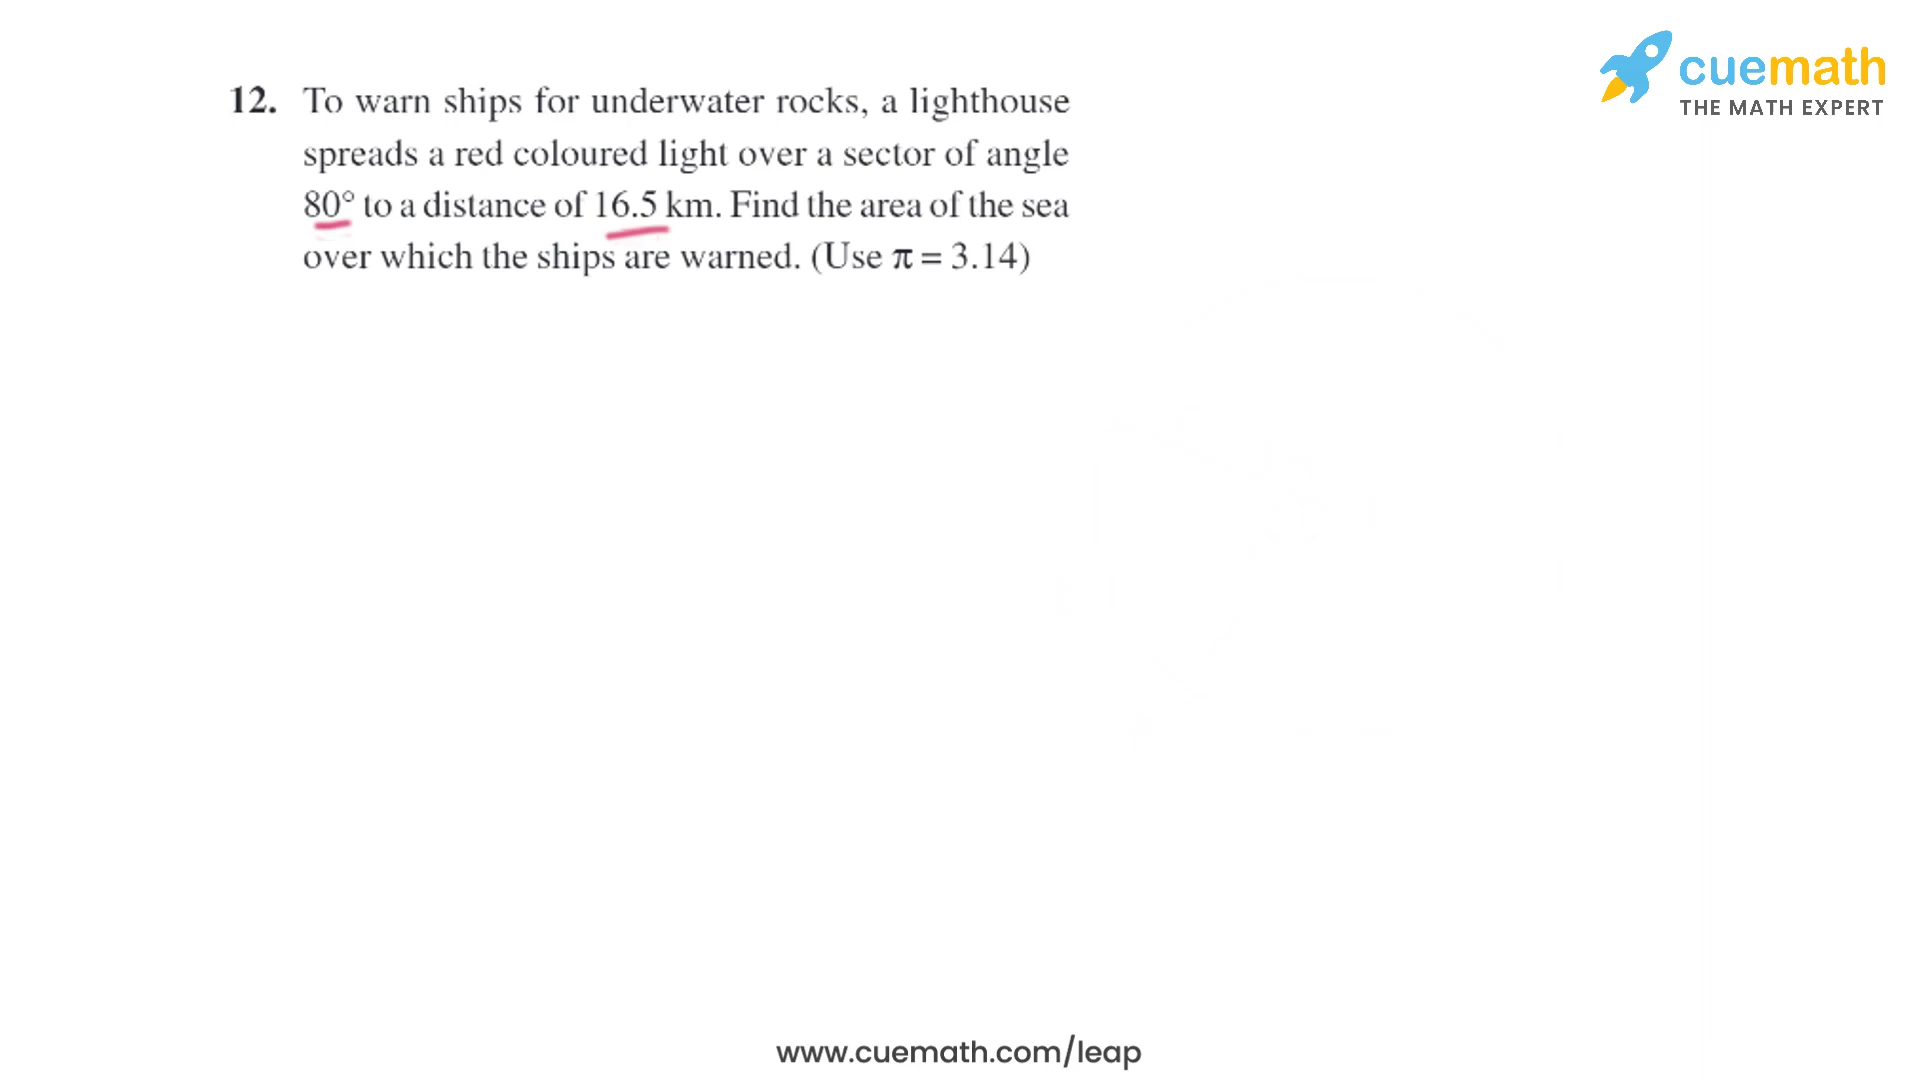 cuemath
THE MATH EXPERT
12. To warn ships for underwater rocks, a lighthouse
spreads a red coloured light over a sector of angle
80° to a distance of 16.5 km. Find the area of the sea
over which the ships are warned. (Use π = 3.14)
www.cuemath.com/leap